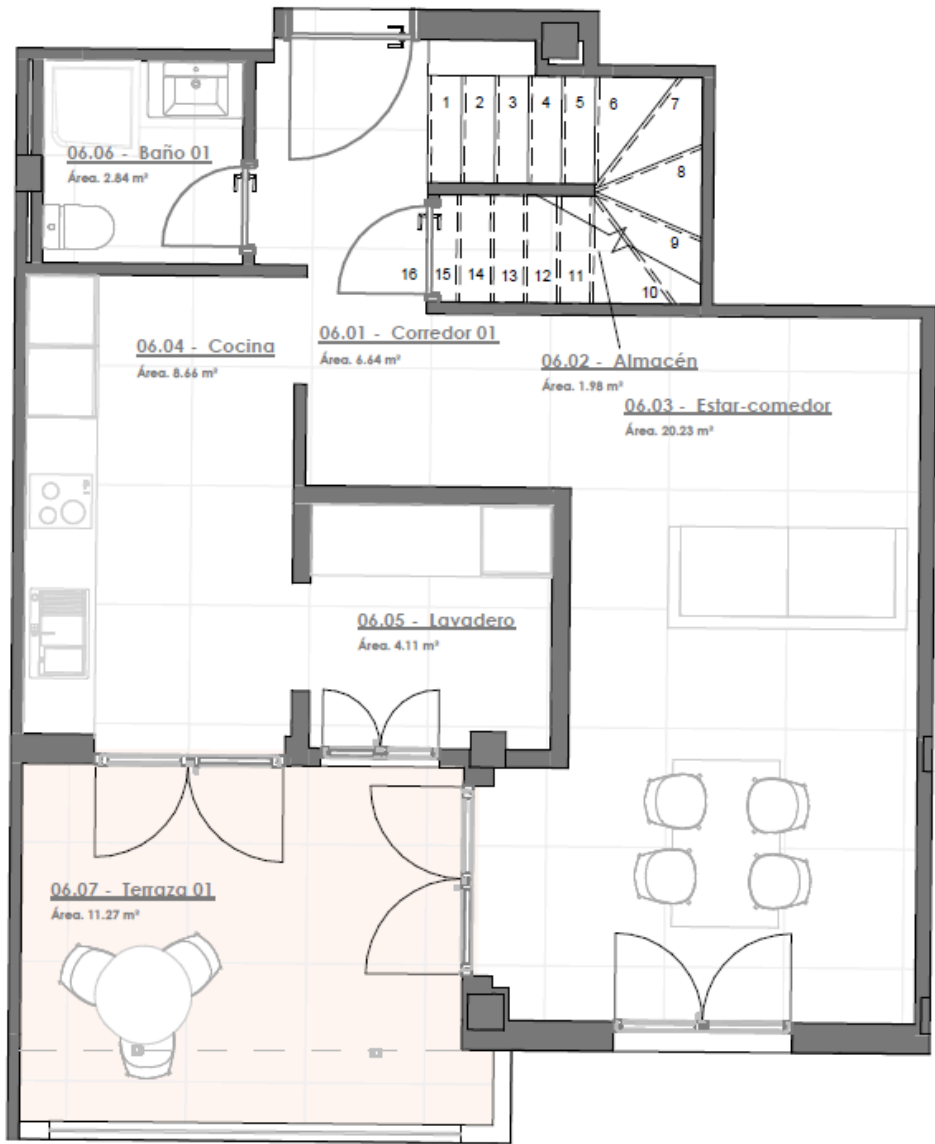 1 2 3 4 5 6 7
8
9
10
16 15 14 13 12 11
06.06 - Baño 01
Área. 2.84 m²
06.04 - Cocina
Área. 8.66 m²
06.01 - Corredor 01
Área. 6.64 m²
06.02 - Almacén
Área. 1.98 m²
06.03 - Estar-comedor
Área. 20.23 m²
06.05 - Lavadero
Área. 4.11 m²
06.07 - Terraza 01
Área. 11.27 m²